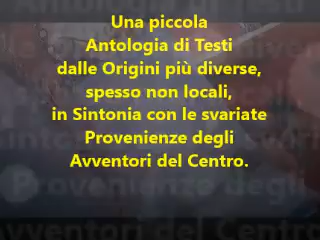 Una piccola
Antologia di Testi
dalle Origini più diverse,
spesso non locali,
in Sintonia con le svariate
Provenienze degli
Avventori del Centro.